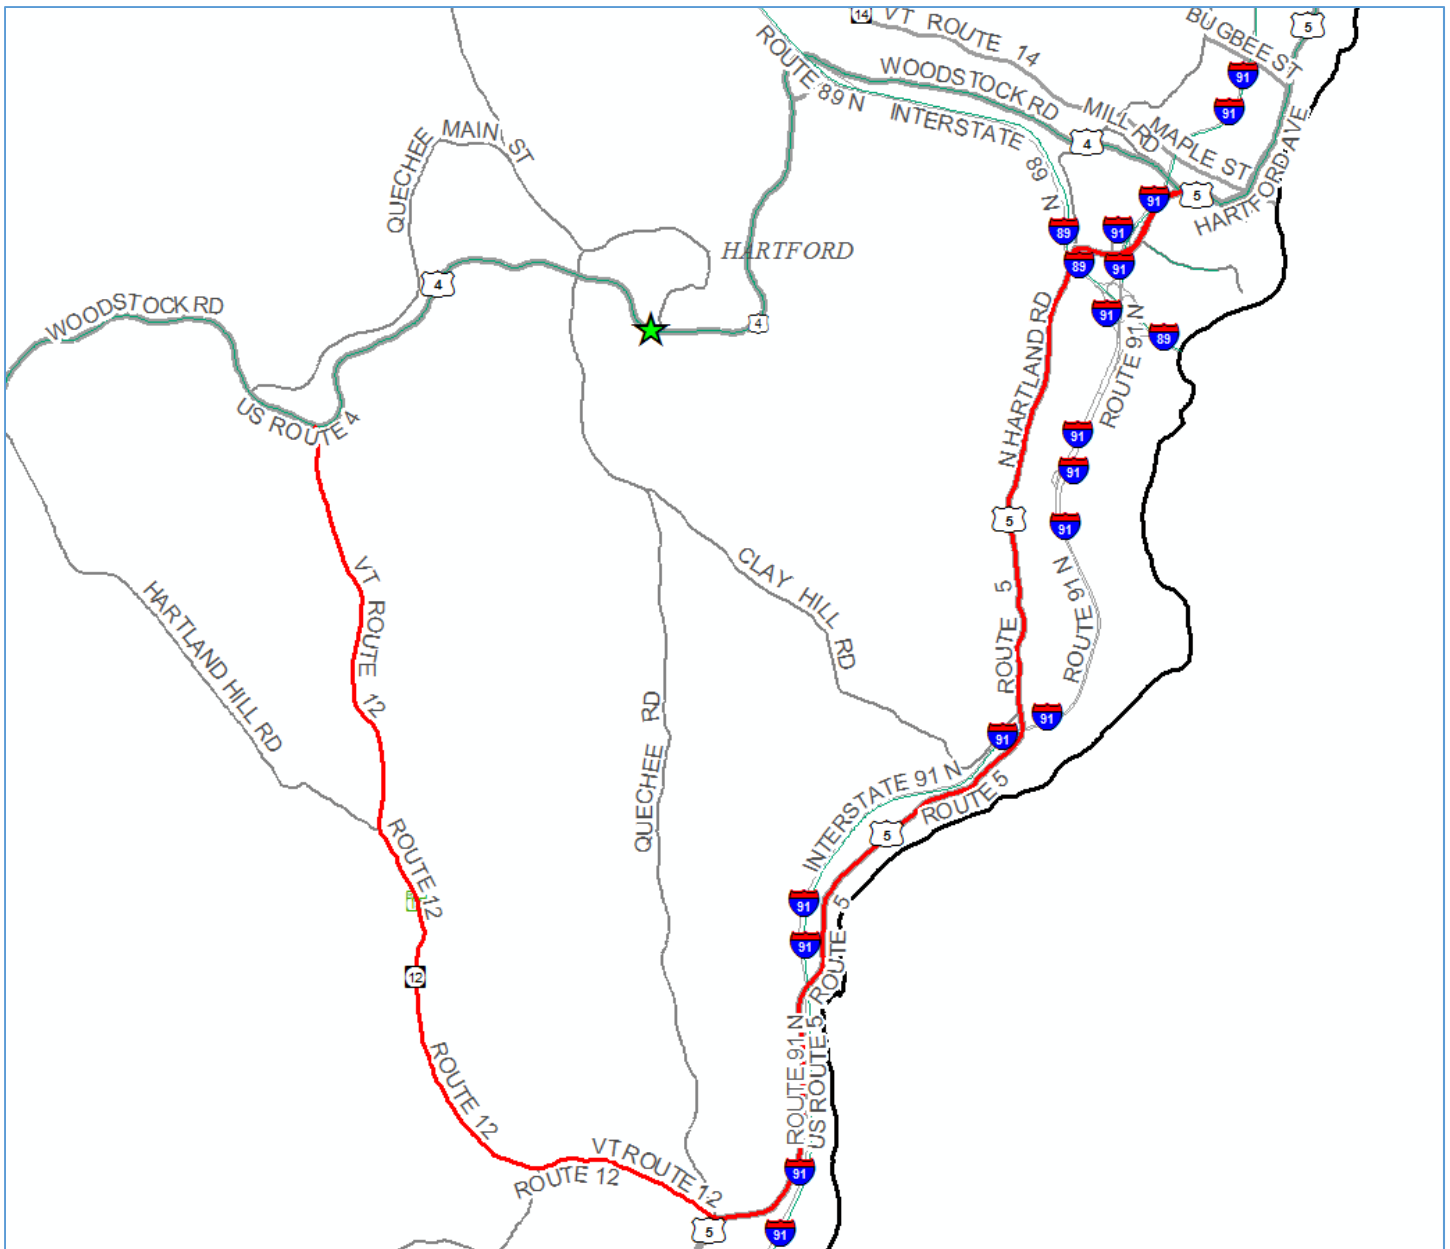 14
VT ROUTE 14
BUGBEE ST
5
ROUTE 89 N
WOODSTOCK RD
91
91
INTERSTATE 89 N
MILL RD
MAPLE ST
HARTFORD AVE
4
QUECHEE MAIN ST
91
5
HARTFORD
89
91
HARTFORD
4
89
91
WOODSTOCK RD
4
91
89
N HARTLAND RD
ROUTE 91 N
US ROUTE 4
91
91
5
91
VT ROUTE 12
CLAY HILL RD
ROUTE 5
ROUTE 91 N
HARTLAND HILL RD
QUECHEE RD
91
91
INTERSTATE 91 N
ROUTE 5
5
ROUTE 12
91
91
ROUTE 5
12
ROUTE 91 N
US ROUTE 5
ROUTE 12
VT ROUTE 12
ROUTE 12
91
5
91